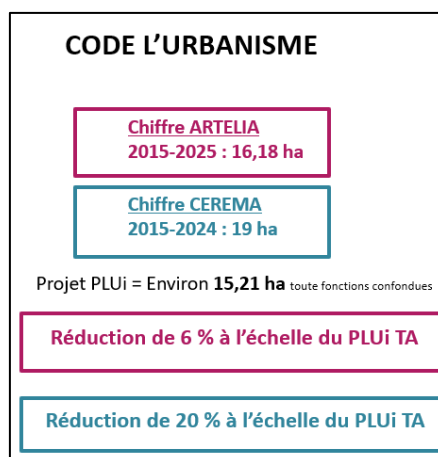 CODE L'URBANISME
Chiffre ARTELIA
2015-2025 : 16,18 ha
Chiffre CEREMA
2015-2024 : 19 ha
Projet PLUi = Environ 15,21 ha toute fonctions confondues
Réduction de 6 % à l'échelle du PLUi TA
Réduction de 20 % à l'échelle du PLUi TA